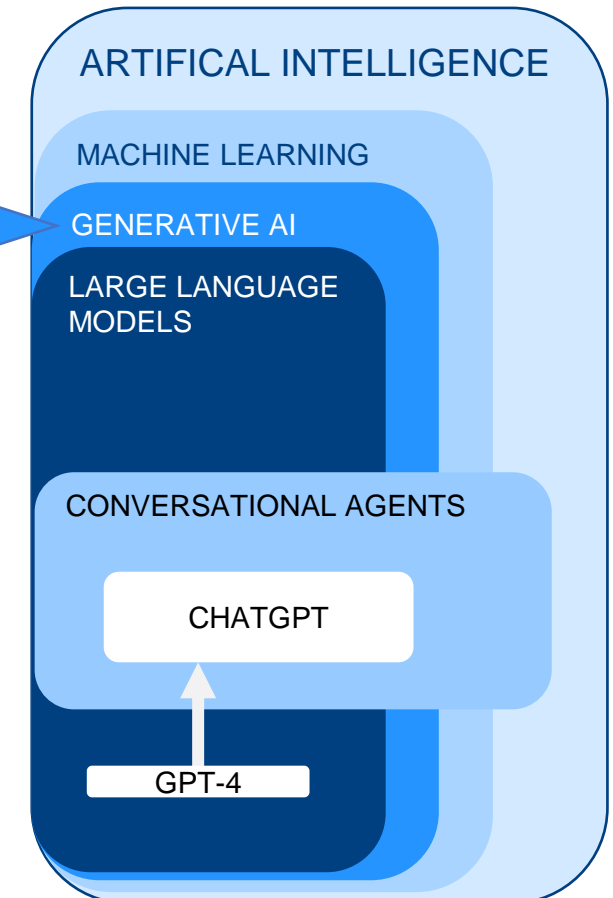 ARTIFICAL INTELLIGENCE
MACHINE LEARNING
GENERATIVE AI
LARGE LANGUAGE
MODELS
CONVERSATIONAL AGENTS
CHATGPT
GPT-4